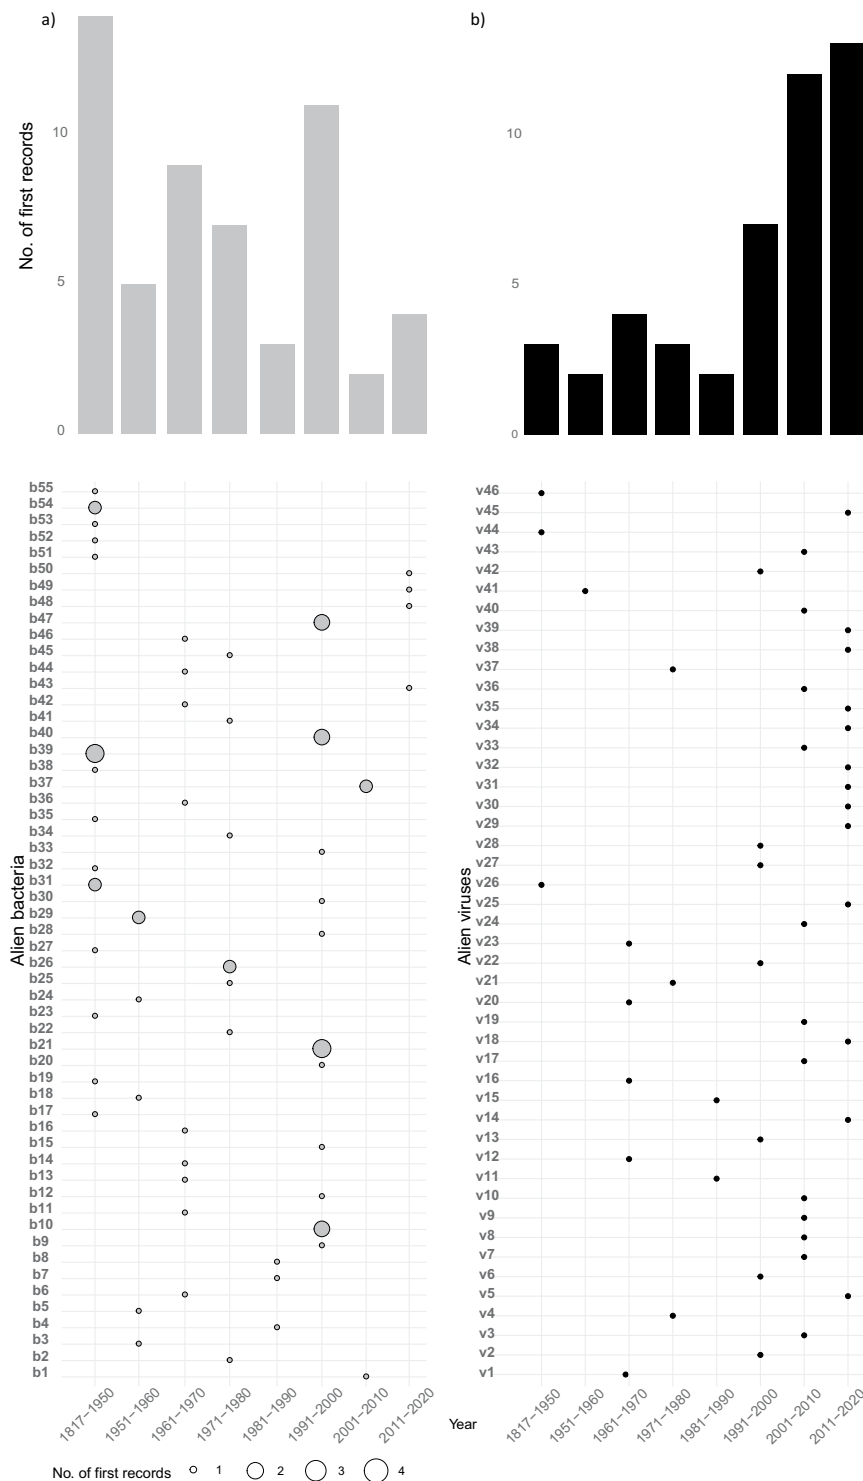 a)
No. of first records
10
5
0
b)
10
5
0
Alien bacteria
b55
b54
b53
b52
b51
b50
b49
b48
b47
b46
b45
b44
b43
b42
b41
b40
b39
b38
b37
b36
b35
b34
b33
b32
b31
b30
b29
b28
b27
b26
b25
b24
b23
b22
b21
b20
b19
b18
b17
b16
b15
b14
b13
b12
b11
b10
b9
b8
b7
b6
b5
b4
b3
b2
b1
1817–1950
1951–1960
1961–1970
1971–1980
1981–1990
1991–2000
2001–2010
2011–2020
Alien viruses
v46
v45
v44
v43
v42
v41
v40
v39
v38
v37
v36
v35
v34
v33
v32
v31
v30
v29
v28
v27
v26
v25
v24
v23
v22
v21
v20
v19
v18
v17
v16
v15
v14
v13
v12
v11
v10
v9
v8
v7
v6
v5
v4
v3
v2
v1
Year
1817–1950
1951–1960
1961–1970
1971–1980
1981–1990
1991–2000
2001–2010
2011–2020
No. of first records 1 2 3 4